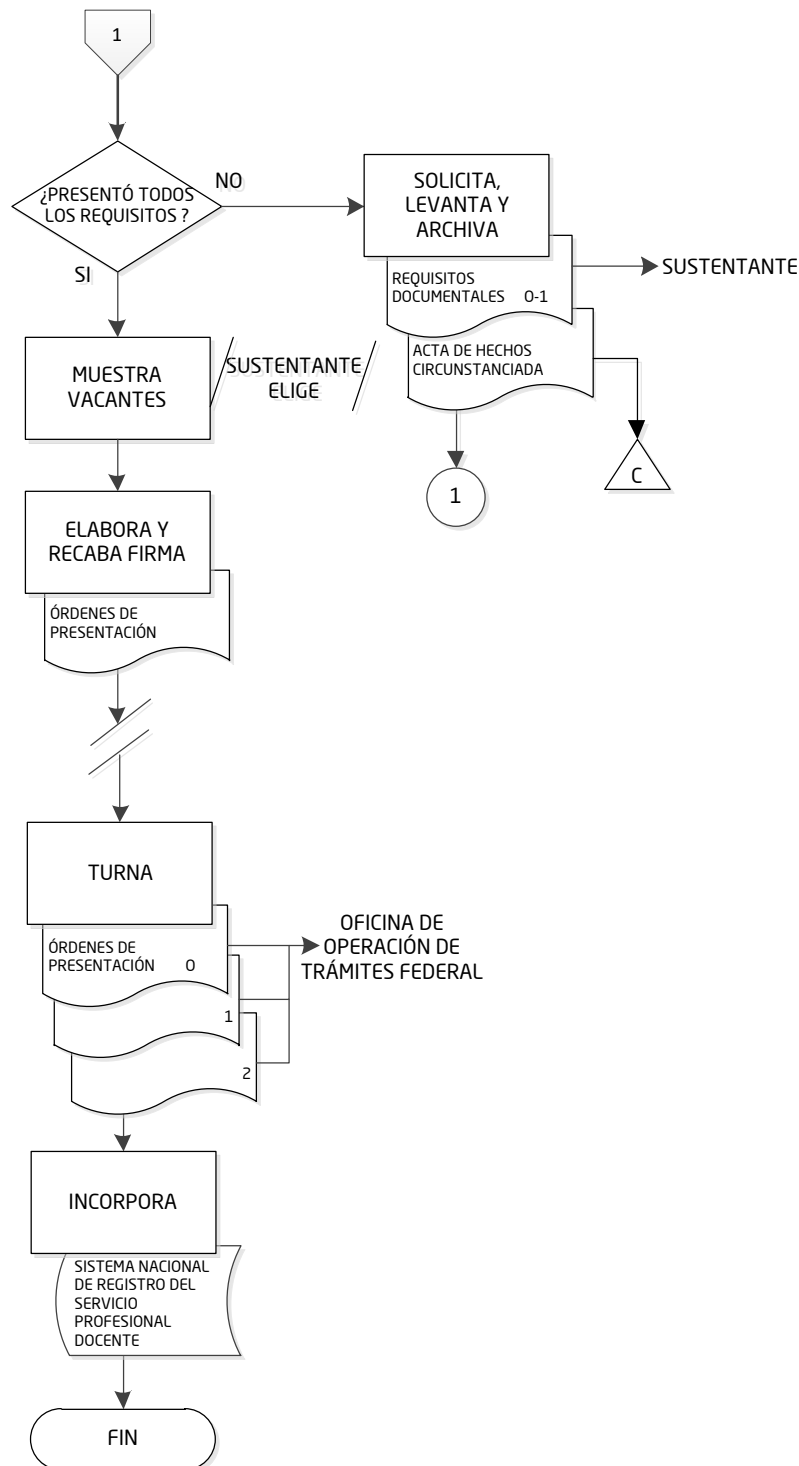 1
¿PRESENTÓ TODOS
LOS REQUISITOS ?
NO
SI
SOLICITA,
LEVANTA Y
ARCHIVA
REQUISITOS
DOCUMENTALES 0-1
SUSTENTANTE
ACTA DE HECHOS
CIRCUNSTANCIADA
1
C
MUESTRA
VACANTES
SUSTENTANTE
ELIGE
ELABORA Y
RECABA FIRMA
ÓRDENES DE
PRESENTACIÓN
TURNA
ÓRDENES DE
PRESENTACIÓN 0
1
2
OFICINA DE
OPERACIÓN DE
TRÁMITES FEDERAL
INCORPORA
SISTEMA NACIONAL
DE REGISTRO DEL
SERVICIO
PROFESIONAL
DOCENTE
FIN